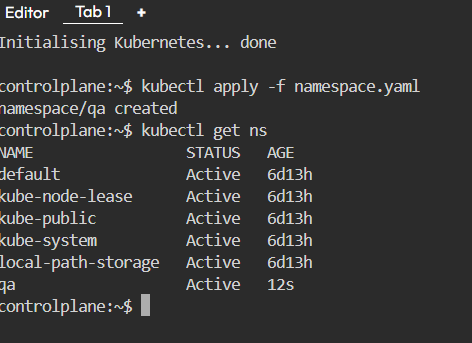 Editor Tab 1 +
Initialising Kubernetes... done
controlplane:~$ kubectl apply -f namespace.yaml
namespace/qa created
controlplane:~$ kubectl get ns
NAME STATUS AGE
default Active 6d13h
kube-node-lease Active 6d13h
kube-public Active 6d13h
kube-system Active 6d13h
local-path-storage Active 6d13h
qa Active 12s
controlplane:~$